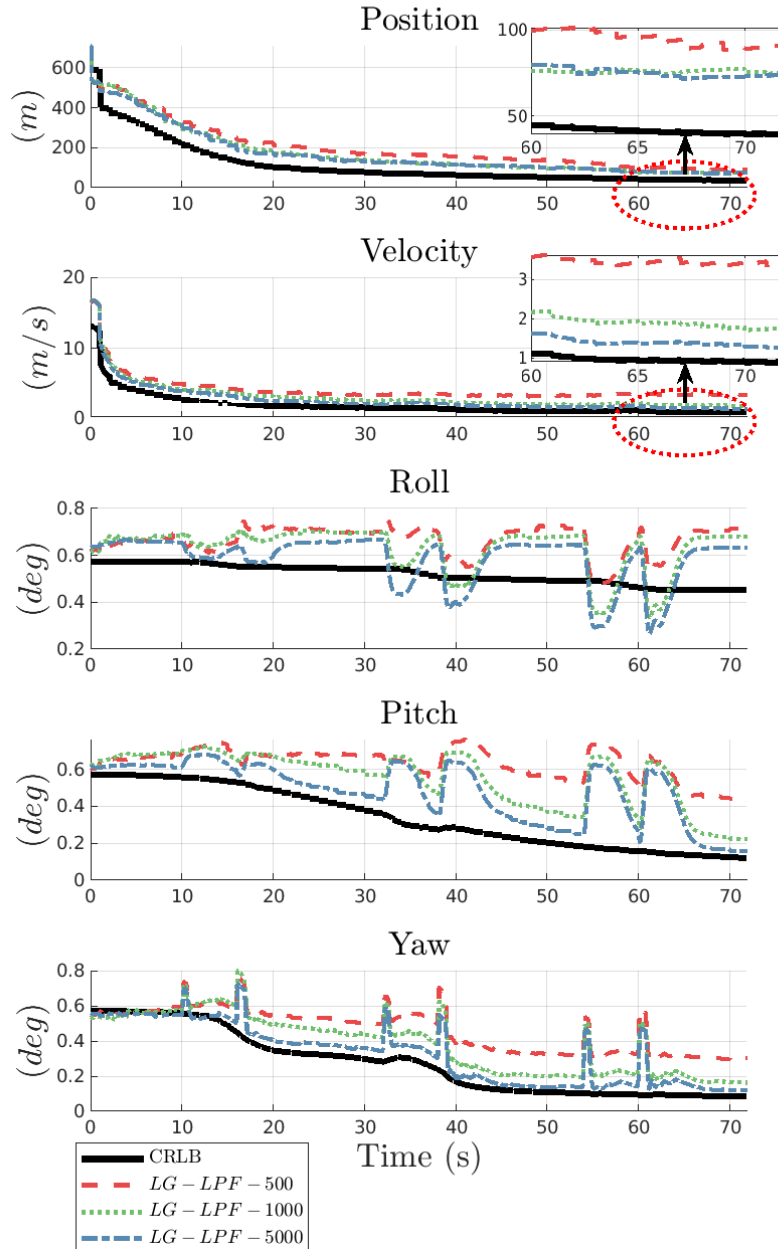 Position
100
50
60 65 70
600
400
200
0
(m)
0 10 20 30 40 50 60 70
Velocity
3
2
1
60 65 70
20
10
0
(m/s)
0 10 20 30 40 50 60 70
Roll
0.8
0.6
0.4
0.2
(deg)
0 10 20 30 40 50 60 70
Pitch
0.6
0.4
0.2
0
(deg)
0 10 20 30 40 50 60 70
Yaw
0.8
0.6
0.4
0.2
0
(deg)
0 10 20 30 40 50 60 70
Time (s)
CRLB
LG − LPF − 500
LG − LPF − 1000
LG − LPF − 5000